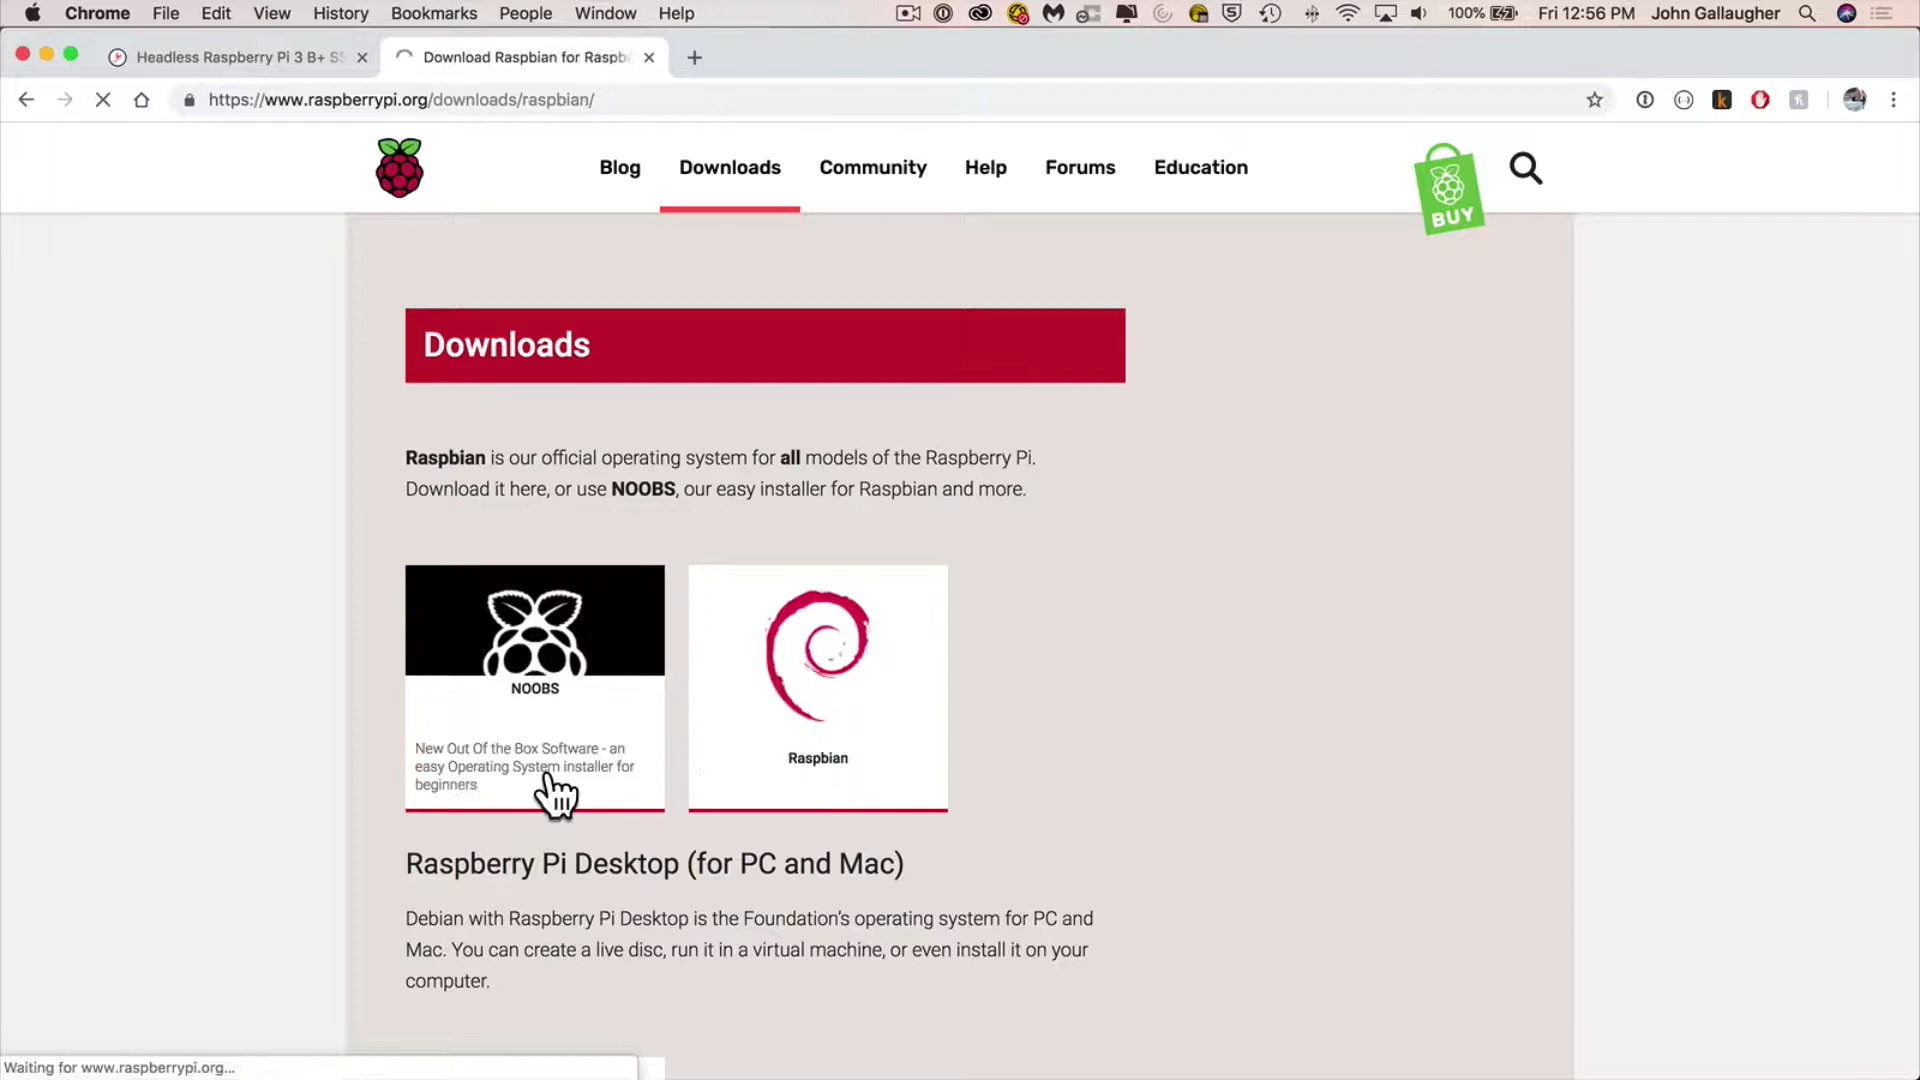 Chrome File Edit View History Bookmarks People Window Help 100% Fri 12:56 PM John Gallaugher
Headless Raspberry Pi 3 B+ SS
Download Raspbian for Raspb
https://www.raspberrypi.org/downloads/raspbian/
Blog Downloads Community Help Forums Education
BUY
Downloads
Raspbian is our official operating system for all models of the Raspberry Pi.
Download it here, or use NOOBS, our easy installer for Raspbian and more.
NOOBS
New Out Of the Box Software - an
easy Operating System installer for
beginners
Raspbian
Raspberry Pi Desktop (for PC and Mac)
Debian with Raspberry Pi Desktop is the Foundation’s operating system for PC and
Mac. You can create a live disc, run it in a virtual machine, or even install it on your
computer.
Waiting for www.raspberrypi.org...